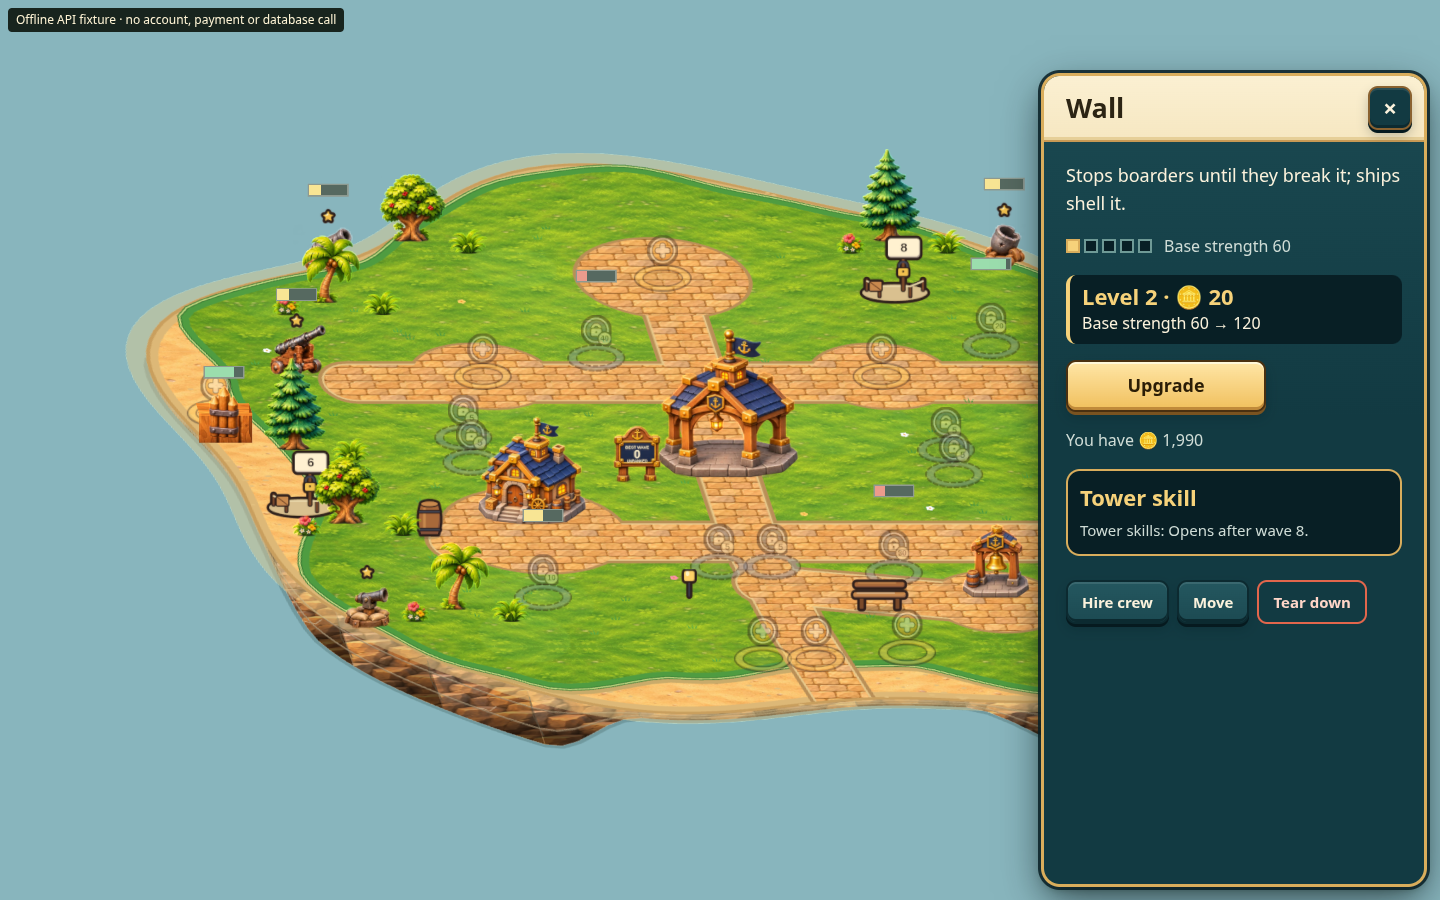 Offline API fixture · no account, payment or database call
Wall
×
Stops boarders until they break it; ships
shell it.
Base strength 60
Level 2 · 🪙 20
Base strength 60 → 120
Upgrade
You have 🪙 1,990
Tower skill
Tower skills: Opens after wave 8.
Hire crew
Move
Tear down
8
6
BEST WAVE
0